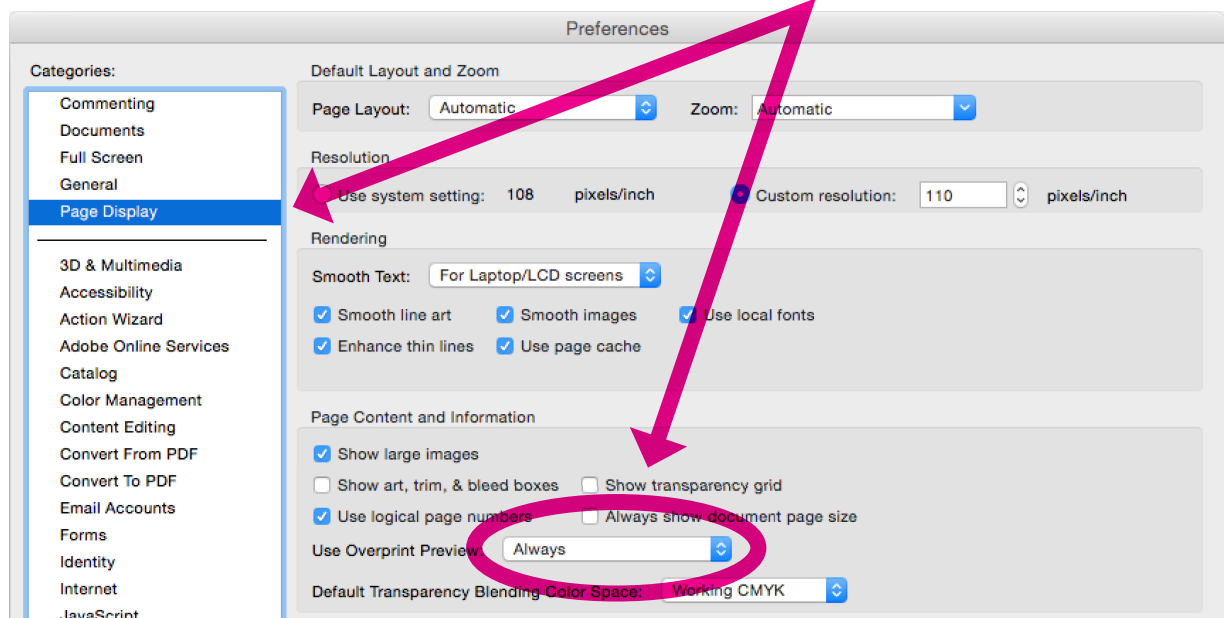 Preferences
Categories:
Commenting
Documents
Full Screen
General
Page Display
3D & Multimedia
Accessibility
Action Wizard
Adobe Online Services
Catalog
Color Management
Content Editing
Convert From PDF
Convert To PDF
Email Accounts
Forms
Identity
Internet
JavaScript
Default Layout and Zoom
Page Layout: Automatic Zoom: Automatic
Resolution
Use system setting: 108 pixels/inch Custom resolution: 110 pixels/inch
Rendering
Smooth Text: For Laptop/LCD screens
Smooth line art Smooth images Use local fonts
Enhance thin lines Use page cache
Page Content and Information
Show large images
Show art, trim, & bleed boxes Show transparency grid
Use logical page numbers Always show document page size
Use Overprint Preview: Always
Default Transparency Blending Color Space: Working CMYK